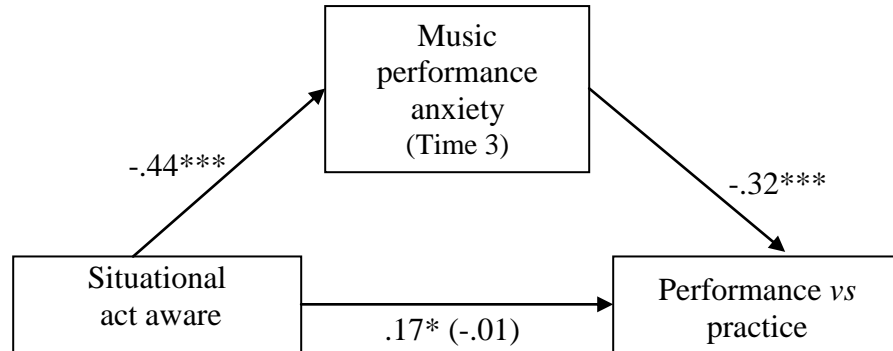 Music
performance
anxiety
(Time 3)
-.44***
-.32***
Situational
act aware
.17* (-.01)
Performance vs
practice